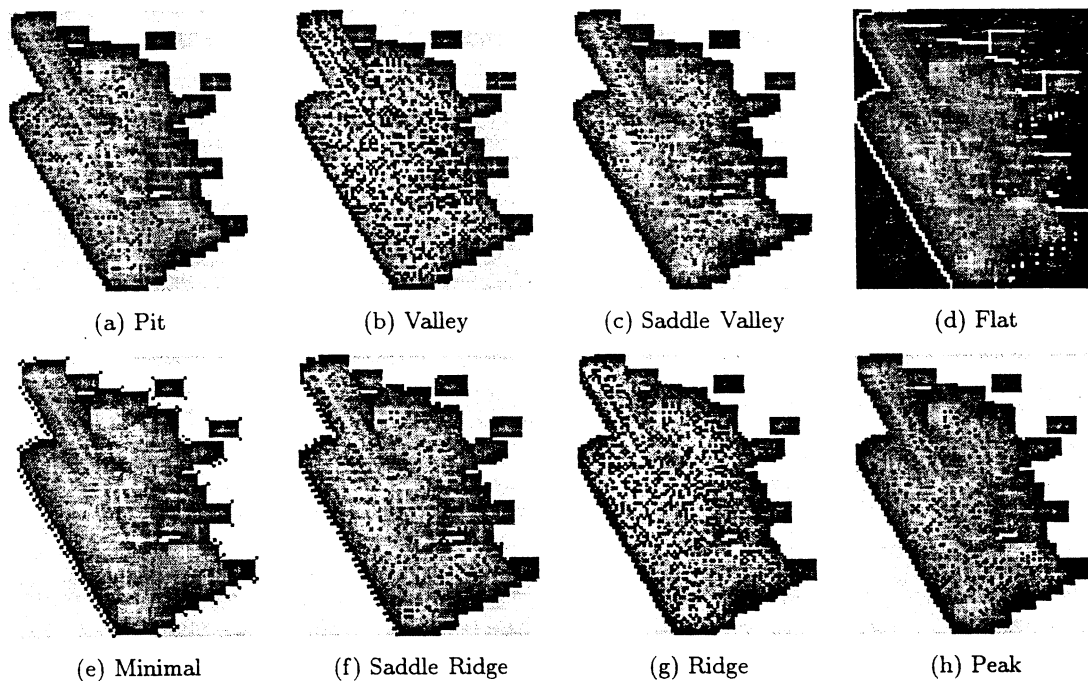 (a) Pit
(b) Valley
(c) Saddle Valley
(d) Flat
(e) Minimal
(f) Saddle Ridge
(g) Ridge
(h) Peak